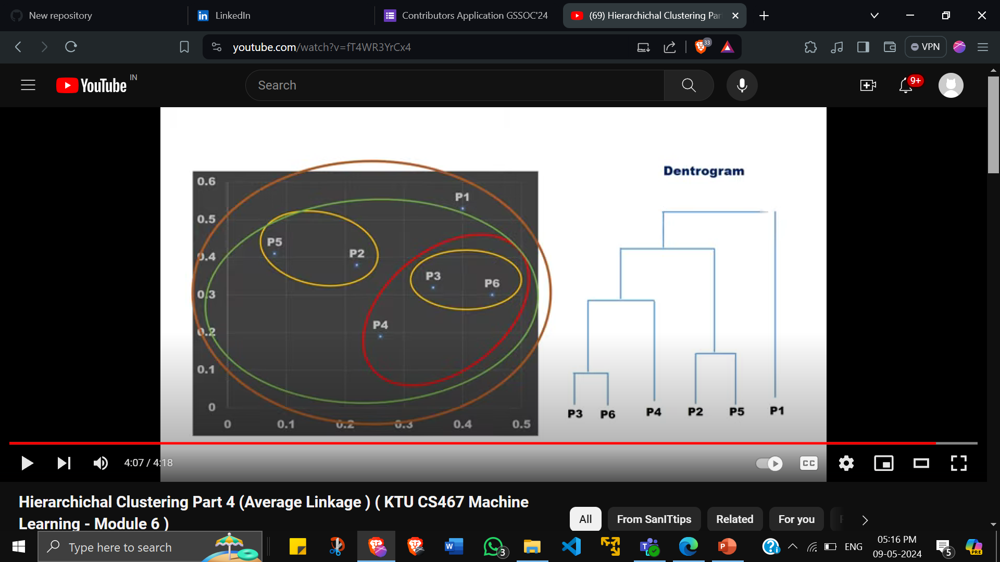 New repository
LinkedIn
Contributors Application GSSOC'24
(69) Hierarchichal Clustering Par
youtube.com/watch?v=fT4WR3YrCx4
33
VPN
YouTube
IN
Search
9+
Dentrogram
0.6
0.5
0.4
0.3
0.2
0.1
0
0
0.1
0.2
0.3
0.4
0.5
P1
P5
P2
P3
P6
P4
P3
P6
P4
P2
P5
P1
4:07 / 4:18
CC
Hierarchichal Clustering Part 4 (Average Linkage ) ( KTU CS467 Machine
Learning - Module 6 )
All
From SanITtips
Related
For you
Type here to search
3
ENG
05:16 PM
09-05-2024
5
PRE